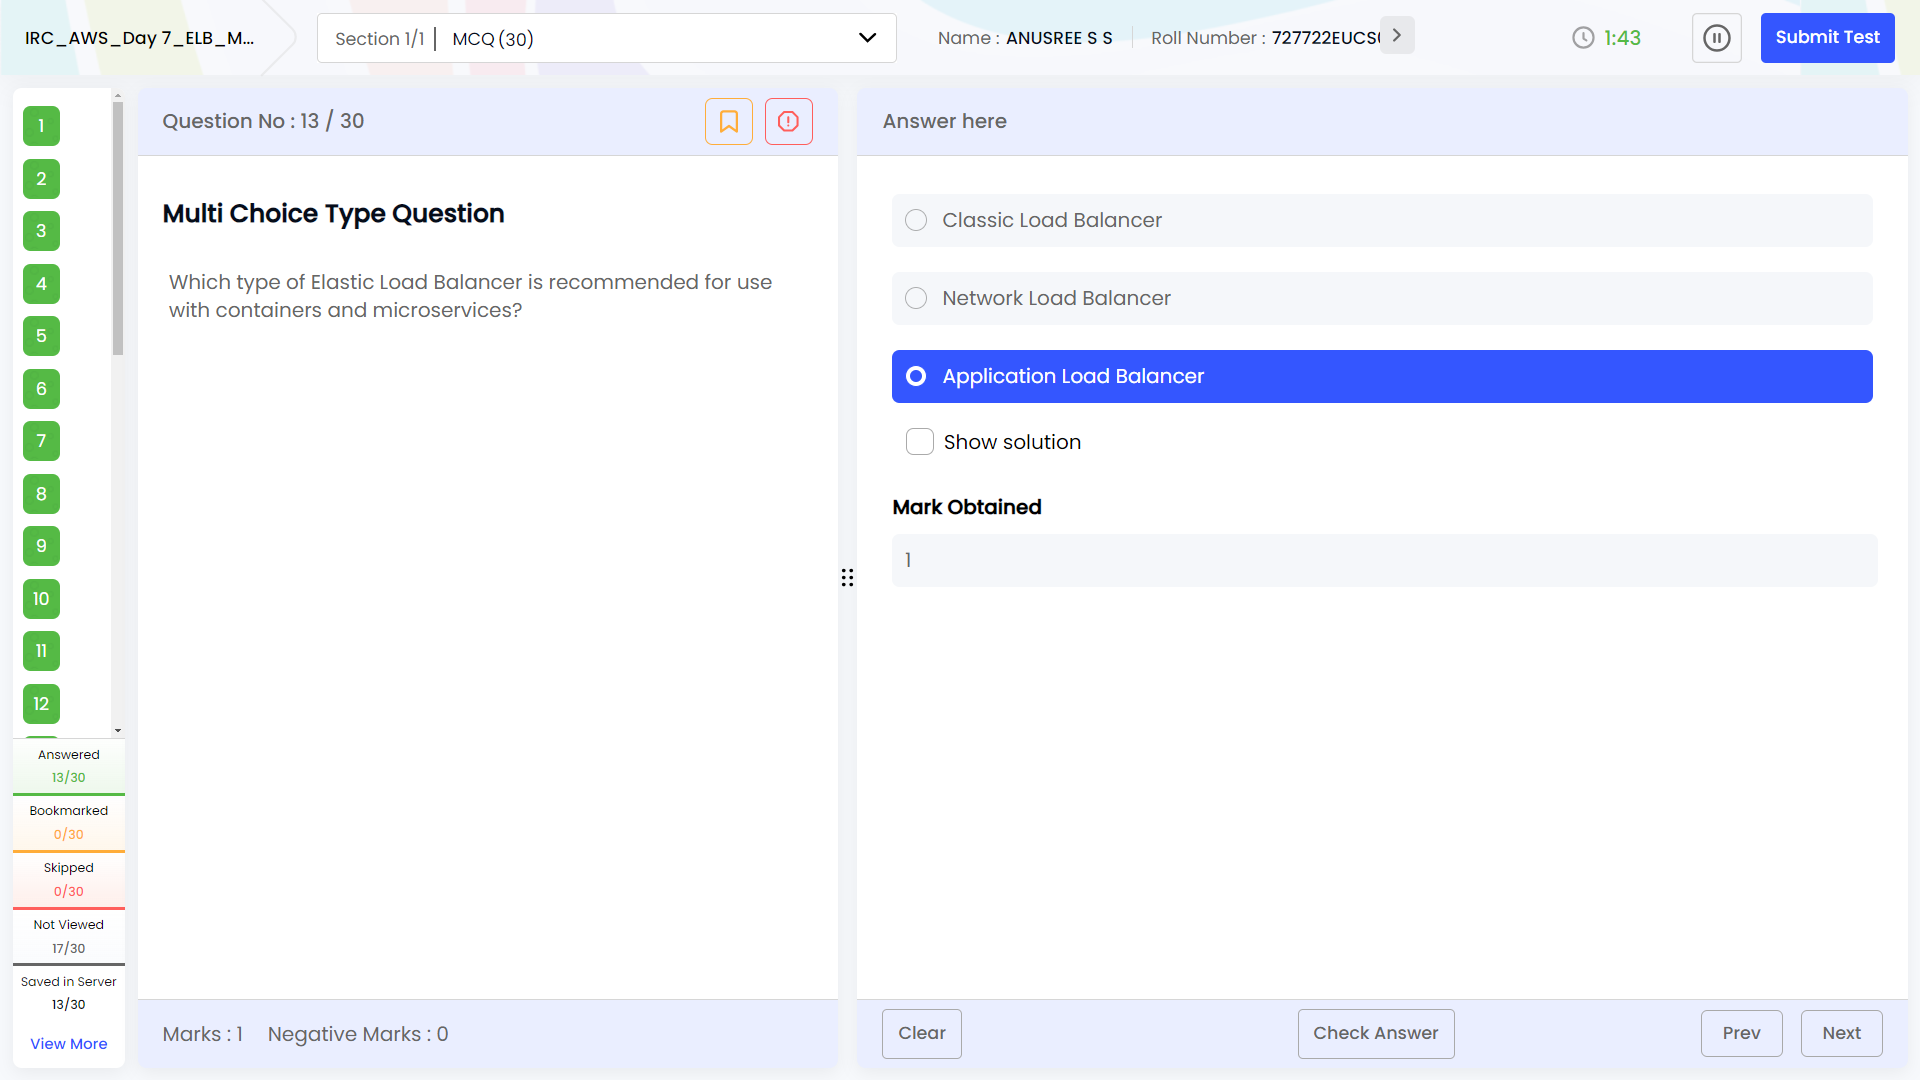 IRC_AWS_Day 7_ELB_M...
Section 1/1 | MCQ (30)
Name : ANUSREE S S
Roll Number : 727722EUCS
1:43
Submit Test
1
2
3
4
5
6
7
8
9
10
11
12
Answered
13/30
Bookmarked
0/30
Skipped
0/30
Not Viewed
17/30
Saved in Server
13/30
View More
Question No : 13 / 30
Multi Choice Type Question
Which type of Elastic Load Balancer is recommended for use
with containers and microservices?
Marks : 1 Negative Marks : 0
Answer here
Classic Load Balancer
Network Load Balancer
Application Load Balancer
Show solution
Mark Obtained
1
Clear
Check Answer
Prev
Next